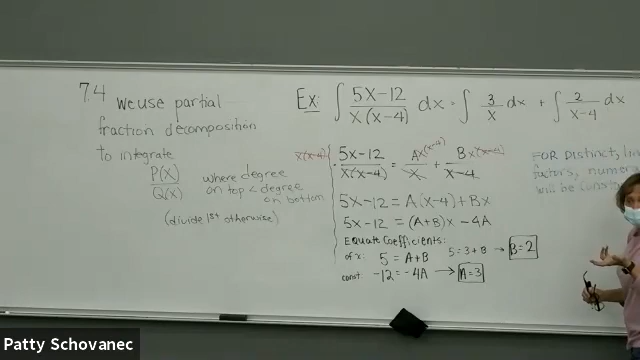 7.4 We use partial
fraction decomposition
to integrate
P(x)/Q(x) where degree
on top < degree
on bottom
(divide 1st otherwise)
Ex: ∫ 5x-12/x(x-4) dx = ∫ 3/x dx + ∫ 2/x-4 dx
x(x-4) { • 5x-12/x(x-4) = Ax(x-4)/x + Bx(x-4)/x-4
5x-12 = A(x-4)+Bx
5x-12 = (A+B)x - 4A
Equate Coefficients:
of x: 5 = A+B 5=3+B → B=2
const: -12 = -4A → A=3
FOR DISTINCT,
factors,
will be
Patty Schovanec